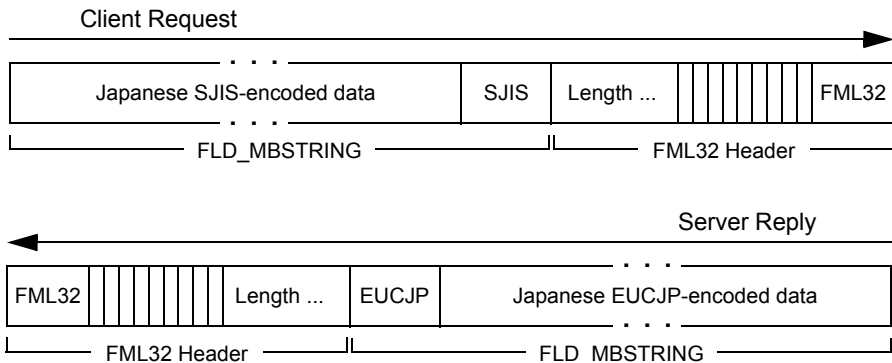 Client Request
Japanese SJIS-encoded data SJIS Length ... FML32
FLD_MBSTRING FML32 Header
Server Reply
FML32 Length ... EUCJP Japanese EUCJP-encoded data
FML32 Header FLD_MBSTRING